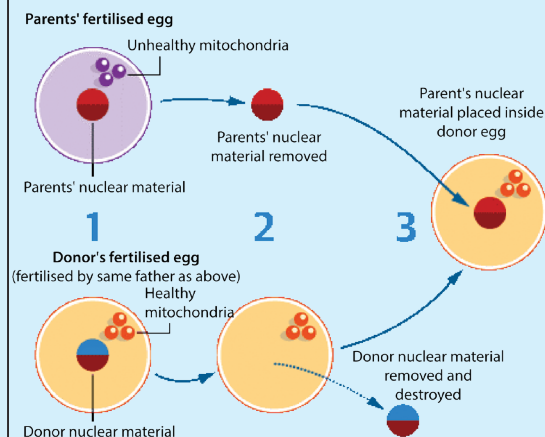 Parents' fertilised egg
Unhealthy mitochondria
Parents' nuclear material
Parents' nuclear
material removed
Parent's nuclear
material placed inside
donor egg
1
2
3
Donor's fertilised egg
(fertilised by same father as above)
Healthy
mitochondria
Donor nuclear material
Donor nuclear material
removed and
destroyed